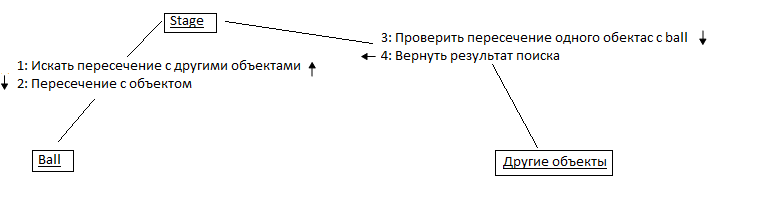 Stage
3: Проверить пересечение одного обектас с ball
1: Искать пересечение с другими объектами
4: Вернуть результат поиска
2: Пересечение с объектом
Ball
Другие объекты